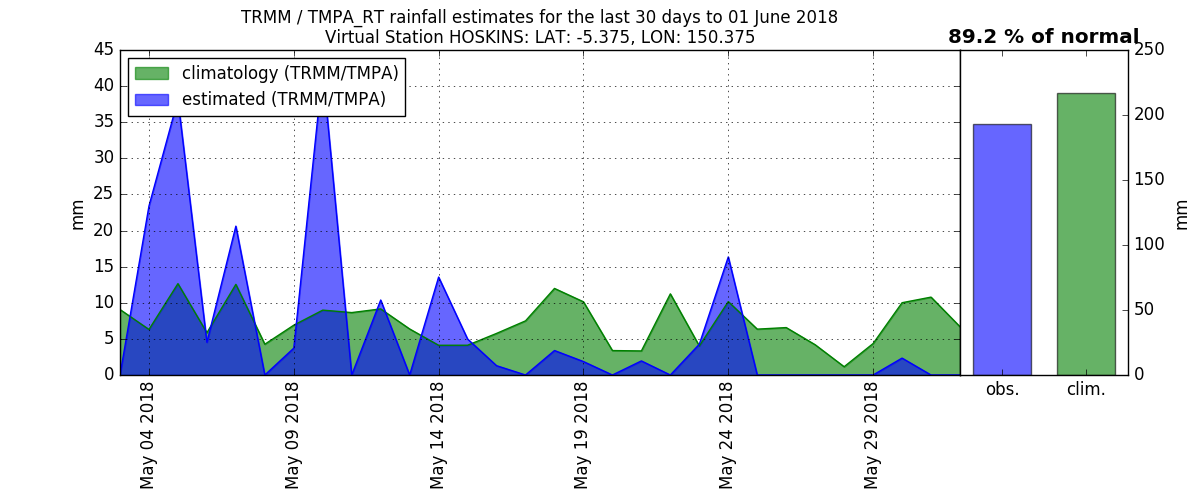 TRMM / TMPA_RT rainfall estimates for the last 30 days to 01 June 2018
Virtual Station HOSKINS: LAT: -5.375, LON: 150.375
89.2 % of normal
climatology (TRMM/TMPA)
estimated (TRMM/TMPA)
45
40
35
30
25
20
15
10
5
0
mm
May 04 2018
May 09 2018
May 14 2018
May 19 2018
May 24 2018
May 29 2018
250
200
150
100
50
0
mm
obs.
clim.